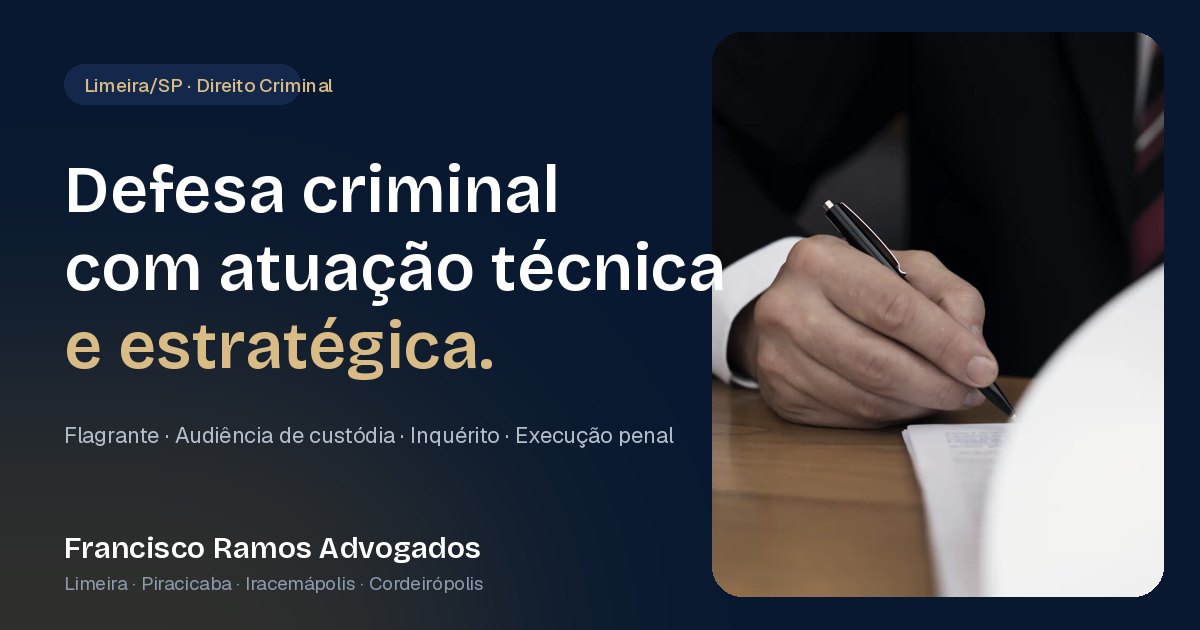 Limeira/SP · Direito Criminal
Defesa criminal
com atuação técnica
e estratégica.
Flagrante · Audiência de custódia · Inquérito · Execução penal
Francisco Ramos Advogados
Limeira · Piracicaba · Iracemápolis · Cordeirópolis